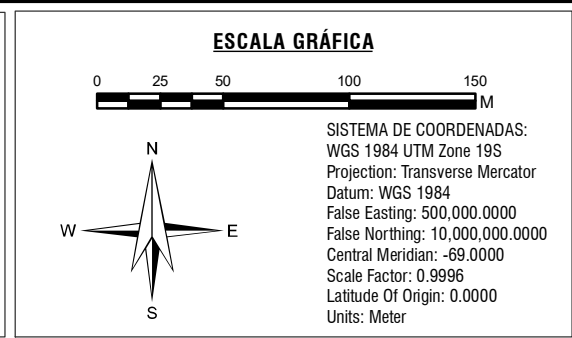 ESCALA GRÁFICA
0 25 50 100 150
M
SISTEMA DE COORDENADAS:
WGS 1984 UTM Zone 19S
Projection: Transverse Mercator
Datum: WGS 1984
False Easting: 500,000.0000
False Northing: 10,000,000.0000
Central Meridian: -69.0000
Scale Factor: 0.9996
Latitude Of Origin: 0.0000
Units: Meter
N
W E
S